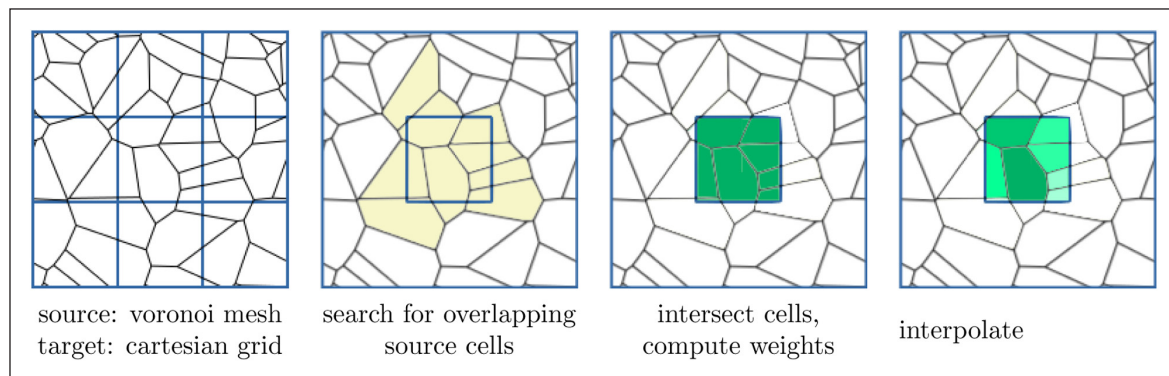 source: voronoi mesh
target: cartesian grid
search for overlapping
source cells
intersect cells,
compute weights
interpolate